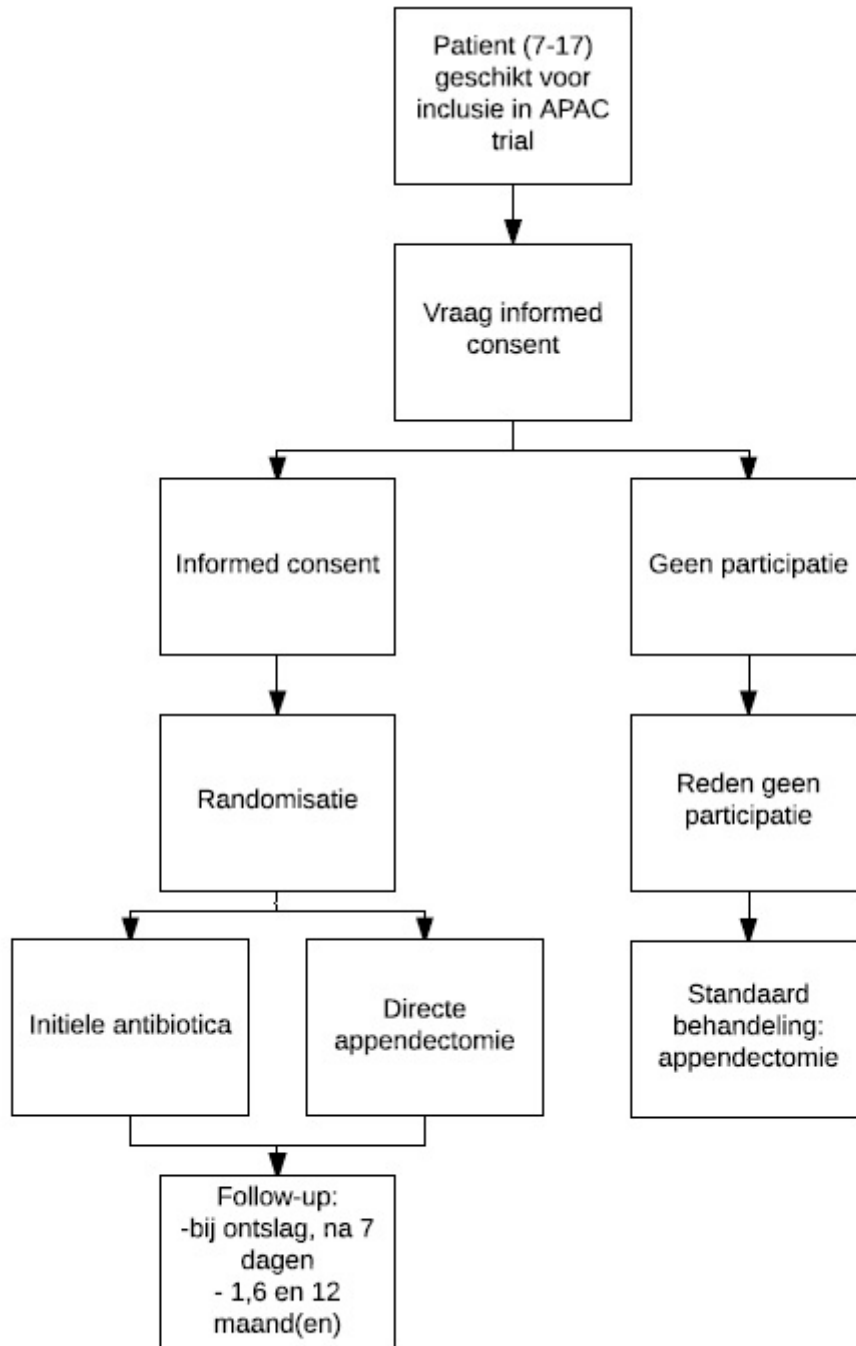 Patient (7-17)
geschikt voor
inclusie in APAC
trial
Vraag informed
consent
Informed consent
Geen participatie
Randomisatie
Reden geen
participatie
Initiele antibiotica
Directe
appendectomie
Standaard
behandeling:
appendectomie
Follow-up:
-bij ontslag, na 7
dagen
- 1,6 en 12
maand(en)